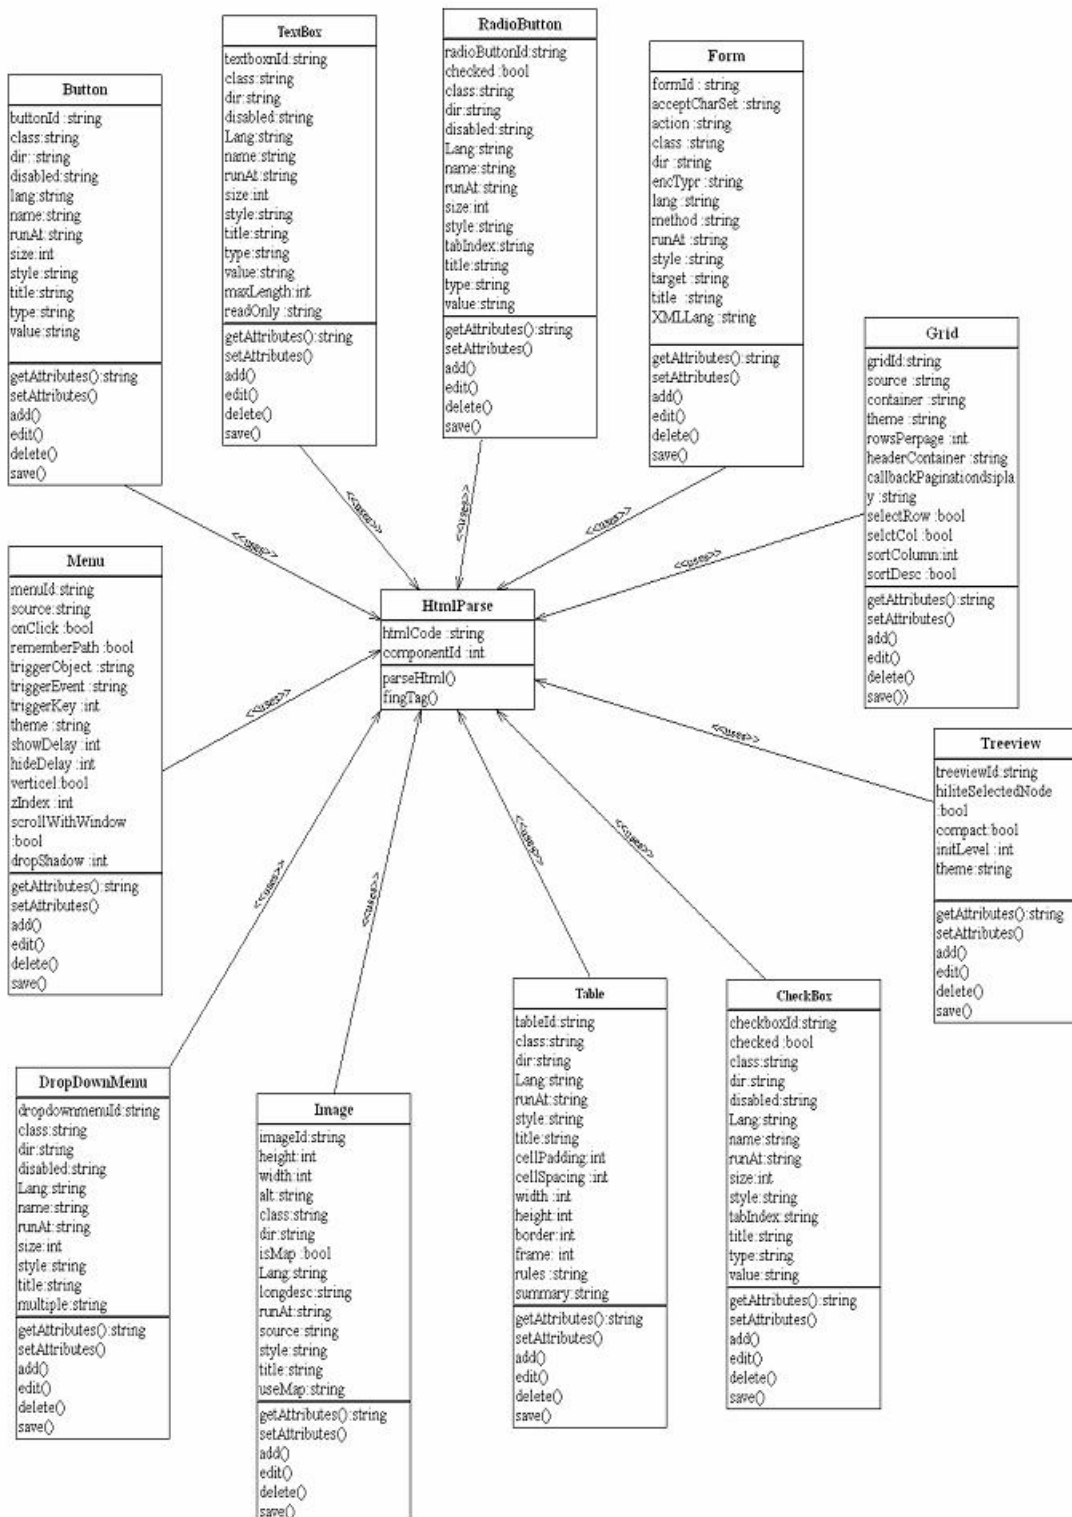 Button
buttonId :string
class:string
dir::string
disabled:string
lang:string
name:string
runAt:string
size:int
style:string
title:string
type:string
value:string
getAttributes():string
setAttributes()
add()
edit()
delete()
save()
TextBox
textboxnId:string
class:string
dir:string
disabled:string
Lang:string
name:string
runAt:string
size:int
style:string
title:string
type:string
value:string
maxLength:int
readOnly :string
getAttributes():string
setAttributes()
add()
edit()
delete()
save()
RadioButton
radioButtonId:string
checked :bool
class:string
dir:string
disabled:string
Lang:string
name:string
runAt:string
size:int
style:string
tabIndex:string
title:string
type:string
value:string
getAttributes():string
setAttributes()
add()
edit()
delete()
save()
Form
formId : string
acceptCharSet :string
action :string
class :string
dir :string
encTypr :string
lang :string
method :string
runAt :string
style :string
target :string
title :string
XMLLang :string
getAttributes():string
setAttributes()
add()
edit()
delete()
save()
Grid
gridId:string
source :string
container :string
theme :string
rowsPerpage :int
headerContainer :string
callbackPaginationdsipla
y :string
selectRow :bool
selctCol :bool
sortColumn:int
sortDesc :bool
getAttributes():string
setAttributes()
add()
edit()
delete()
save())
<<uses>>
<<uses>>
<<uses>>
<<uses>>
<<uses>>
Menu
menuId:string
source:string
onClick :bool
rememberPath :bool
triggerObject :string
triggerEvent :string
triggerKey :int
theme :string
showDelay :int
hideDelay :int
verticel:bool
zIndex :int
scrollWithWindow
:bool
dropShadow :int
getAttributes():string
setAttributes()
add()
edit()
delete()
save()
HtmlParse
htmlCode :string
componentId :int
parseHtml()
fingTag()
<<uses>>
<<uses>>
Treeview
treeviewId:string
hiliteSelectedNode
:bool
compact:bool
initLevel :int
theme:string
getAttributes():string
setAttributes()
add()
edit()
delete()
save()
<<uses>>
<<uses>>
<<uses>>
<<uses>>
DropDownMenu
dropdownmenuId:string
class:string
dir:string
disabled:string
Lang:string
name:string
runAt:string
size:int
style:string
title:string
multiple:string
getAttributes():string
setAttributes()
add()
edit()
delete()
save()
Image
imageId:string
height:int
width:int
alt:string
class:string
dir:string
isMap :bool
Lang:string
longdesc:string
runAt:string
source:string
style:string
title:string
useMap:string
getAttributes():string
setAttributes()
add()
edit()
delete()
save()
Table
tableId:string
class:string
dir:string
Lang:string
runAt:string
style:string
title:string
cellPadding:int
cellSpacing :int
width :int
height:int
border:int
frame: int
rules :string
summary:string
getAttributes():string
setAttributes()
add()
edit()
delete()
save()
CheckBox
checkboxId:string
checked :bool
class:string
dir:string
disabled:string
Lang:string
name:string
runAt:string
size:int
style:string
tabIndex:string
title:string
type:string
value:string
getAttributes():string
setAttributes()
add()
edit()
delete()
save()